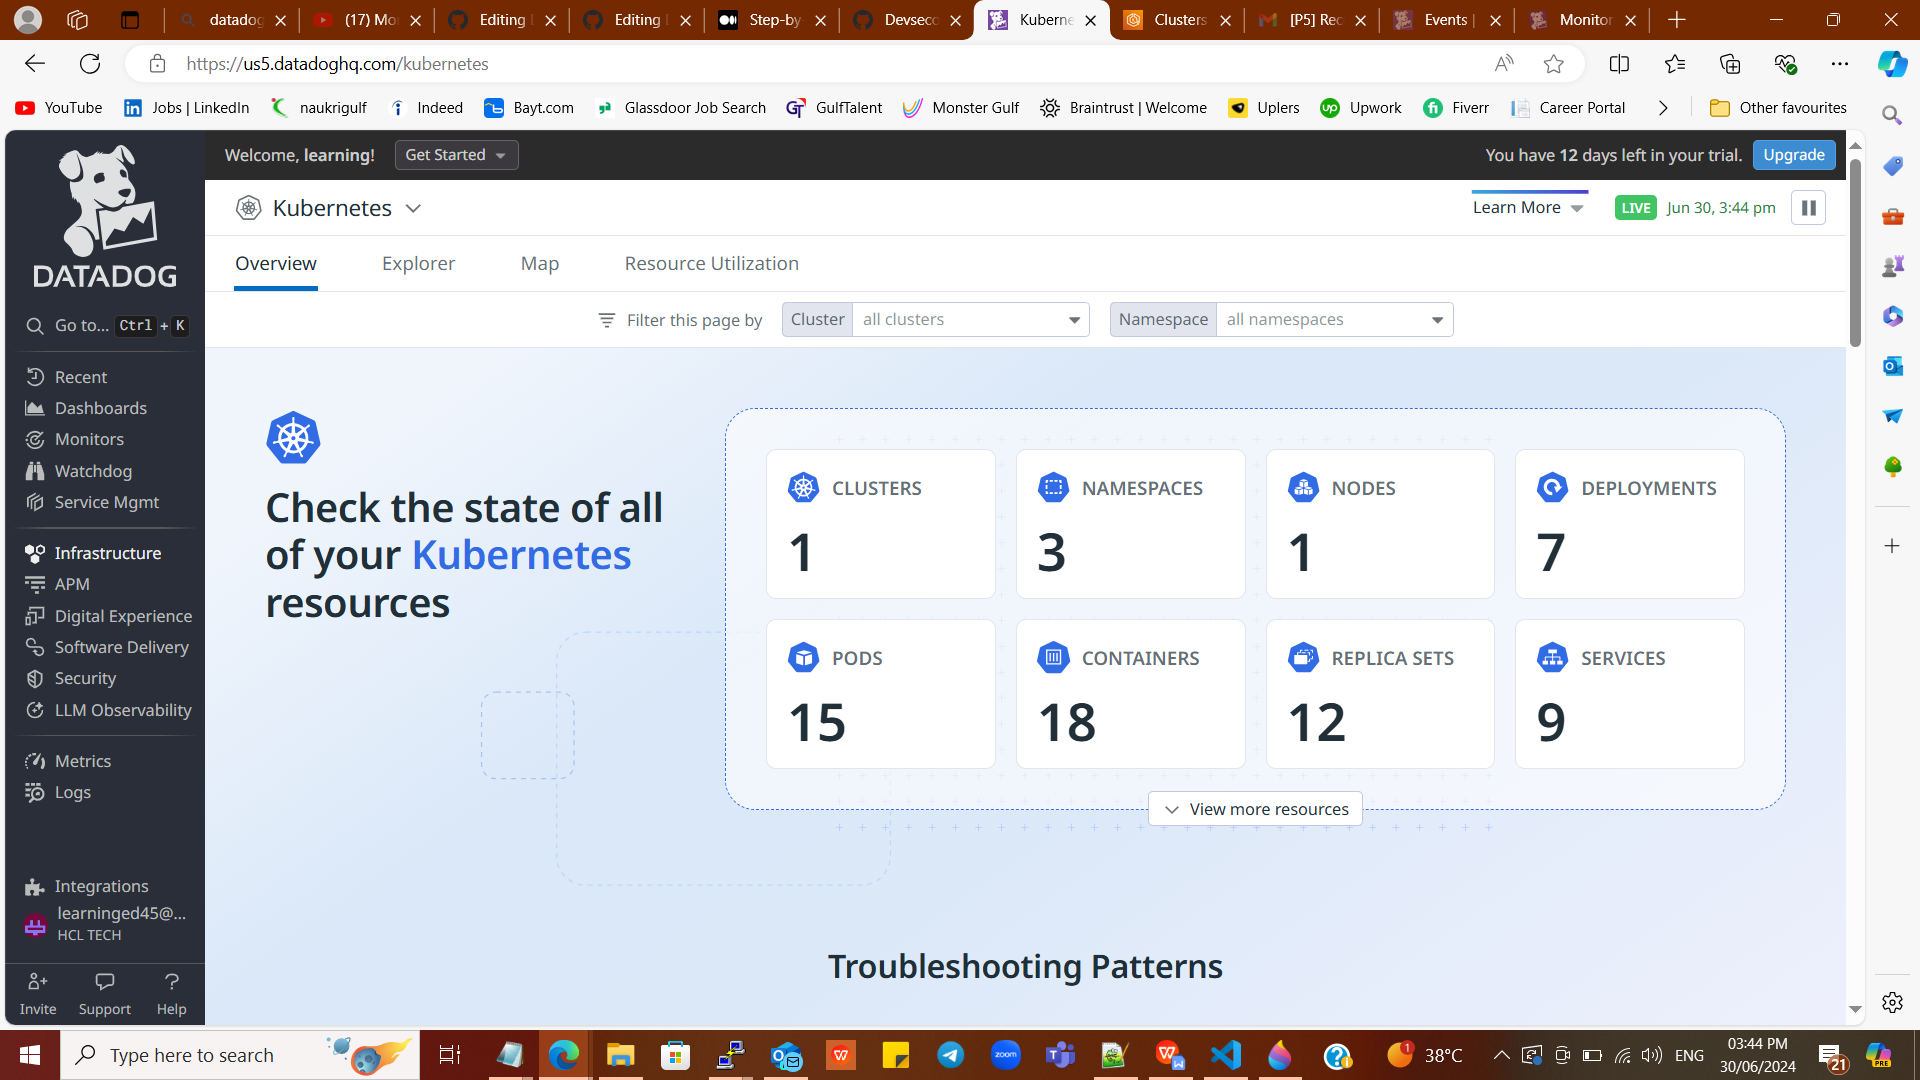 datadog
(17) Mo
Editing
Editing
Step-by
Devseco
Kuberne
Clusters
[P5] Rec
Events |
Monitor
https://us5.datadoghq.com/kubernetes
YouTube
Jobs | LinkedIn
naukrigulf
Indeed
Bayt.com
Glassdoor Job Search
GulfTalent
Monster Gulf
Braintrust | Welcome
Uplers
Upwork
Fiverr
Career Portal
Other favourites
DATADOG
Go to... Ctrl + K
Recent
Dashboards
Monitors
Watchdog
Service Mgmt
Infrastructure
APM
Digital Experience
Software Delivery
Security
LLM Observability
Metrics
Logs
Integrations
learninged45@...
HCL TECH
Invite
Support
Help
Welcome, learning!
Get Started
You have 12 days left in your trial.
Upgrade
Kubernetes
Learn More
LIVE
Jun 30, 3:44 pm
Overview
Explorer
Map
Resource Utilization
Filter this page by
Cluster
all clusters
Namespace
all namespaces
Check the state of all
of your Kubernetes
resources
CLUSTERS
1
NAMESPACES
3
NODES
1
DEPLOYMENTS
7
PODS
15
CONTAINERS
18
REPLICA SETS
12
SERVICES
9
View more resources
Troubleshooting Patterns
Type here to search
zoom
1
38°C
ENG
03:44 PM
30/06/2024
21
PRE